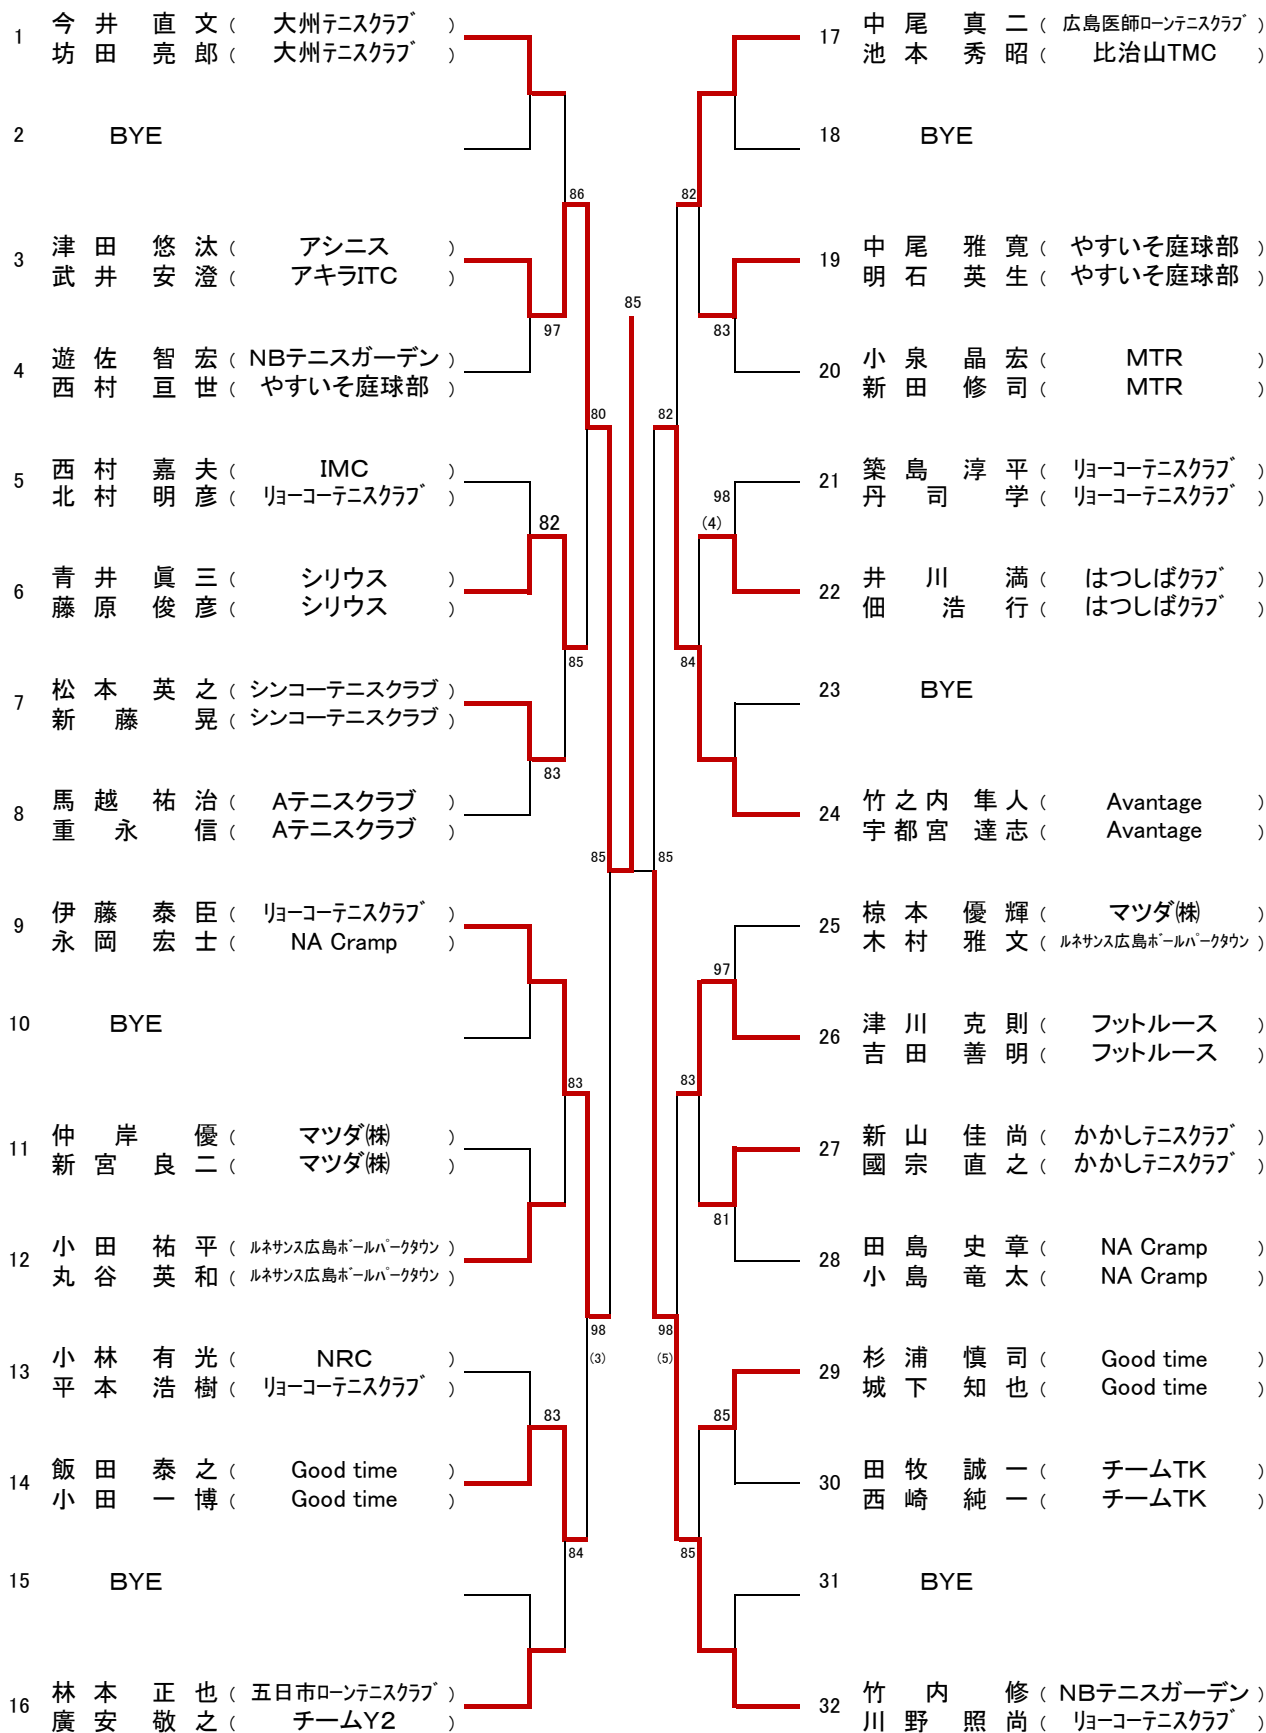 1 今井 直文 ( 大州テニスクラブ )
坊田 亮郎 ( 大州テニスクラブ )
2 BYE
86
3 津田 悠汰 ( アシニス )
武井 安澄 ( アキラITC )
97
4 遊佐 智宏 ( NBテニスガーデン )
西村 亘世 ( やすいそ庭球部 )
80
5 西村 嘉夫 ( IMC )
北村 明彦 ( リョーコーテニスクラブ )
82
6 青井 眞三 ( シリウス )
藤原 俊彦 ( シリウス )
85
7 松本 英之 ( シンコーテニスクラブ )
新藤 晃 ( シンコーテニスクラブ )
83
8 馬越 祐治 ( Aテニスクラブ )
重永 信 ( Aテニスクラブ )
85
9 伊藤 泰臣 ( リョーコーテニスクラブ )
永岡 宏士 ( NA Cramp )
10 BYE
83
11 仲岸 優 ( マツダ㈱ )
新宮 良二 ( マツダ㈱ )
12 小田 祐平 ( ルネサンス広島ボールパークタウン )
丸谷 英和 ( ルネサンス広島ボールパークタウン )
98
(3)
13 小林 有光 ( NRC )
平本 浩樹 ( リョーコーテニスクラブ )
83
14 飯田 泰之 ( Good time )
小田 一博 ( Good time )
84
15 BYE
16 林本 正也 ( 五日市ローンテニスクラブ )
廣安 敬之 ( チームY2 )
85
17 中尾 真二 ( 広島医師ローンテニスクラブ )
池本 秀昭 ( 比治山TMC )
18 BYE
82
19 中尾 雅寛 ( やすいそ庭球部 )
明石 英生 ( やすいそ庭球部 )
83
20 小泉 晶宏 ( MTR )
新田 修司 ( MTR )
82
21 築島 淳平 ( リョーコーテニスクラブ )
丹司 学 ( リョーコーテニスクラブ )
98
(4)
22 井川 満 ( はつしばクラブ )
佃 浩行 ( はつしばクラブ )
84
23 BYE
24 竹之内 隼人 ( Avantage )
宇都宮 達志 ( Avantage )
85
25 椋本 優輝 ( マツダ㈱ )
木村 雅文 ( ルネサンス広島ボールパークタウン )
97
26 津川 克則 ( フットルース )
吉田 善明 ( フットルース )
83
27 新山 佳尚 ( かかしテニスクラブ )
國宗 直之 ( かかしテニスクラブ )
81
28 田島 史章 ( NA Cramp )
小島 竜太 ( NA Cramp )
98
(5)
29 杉浦 慎司 ( Good time )
城下 知也 ( Good time )
85
30 田牧 誠一 ( チームTK )
西崎 純一 ( チームTK )
85
31 BYE
32 竹内 修 ( NBテニスガーデン )
川野 照尚 ( リョーコーテニスクラブ )